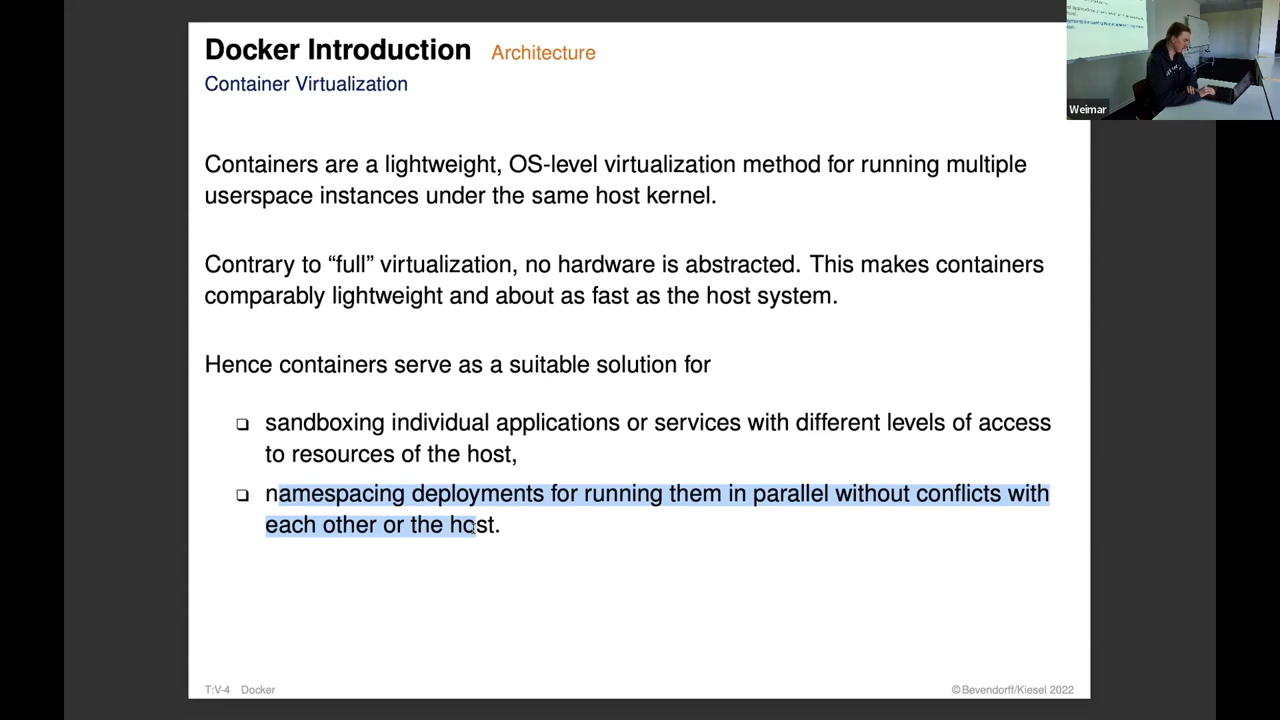 Docker Introduction Architecture
Container Virtualization
Containers are a lightweight, OS-level virtualization method for running multiple
userspace instances under the same host kernel.
Contrary to “full” virtualization, no hardware is abstracted. This makes containers
comparably lightweight and about as fast as the host system.
Hence containers serve as a suitable solution for
❏ sandboxing individual applications or services with different levels of access
to resources of the host,
❏ namespacing deployments for running them in parallel without conflicts with
each other or the host.
T:V-4 Docker
©Bevendorff/Kiesel 2022
Weimar